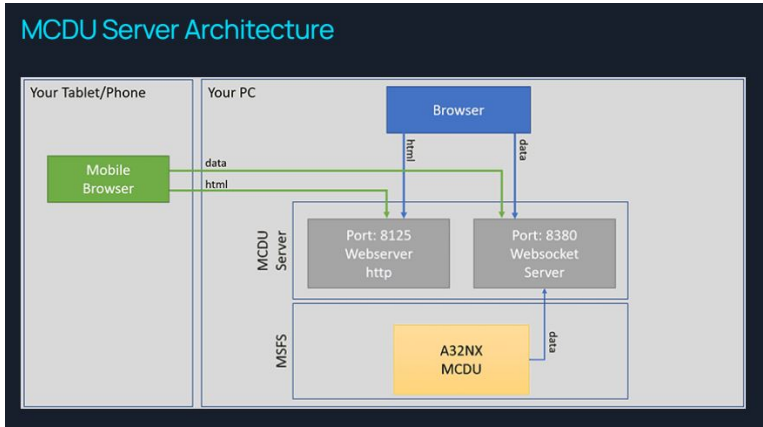 MCDU Server Architecture
Your Tablet/Phone
Your PC
Browser
html
data
Mobile
Browser
data
html
MCDU
Server
Port: 8125
Webserver
http
Port: 8380
Websocket
Server
MSFS
A32NX
MCDU
data